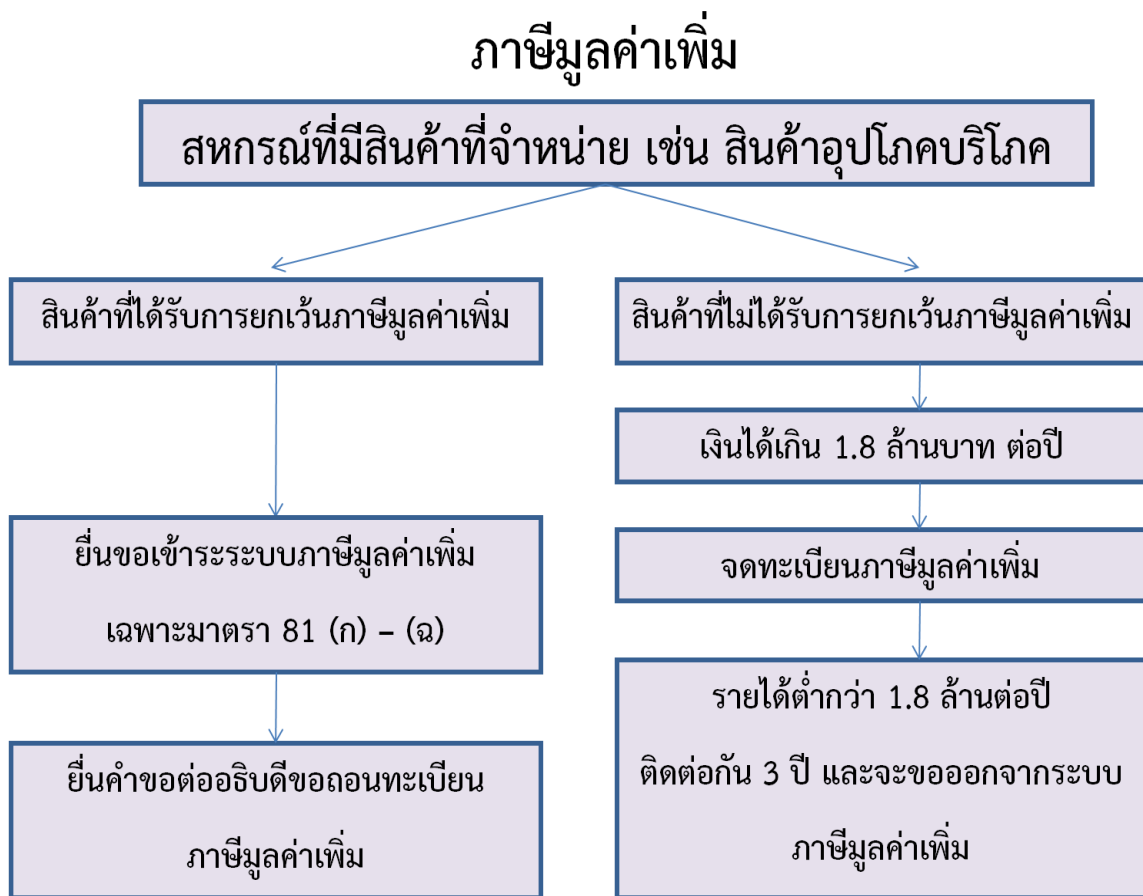 ภาษีมูลค่าเพิ่ม
สหกรณ์ที่มีสินค้าที่จำหน่าย เช่น สินค้าอุปโภคบริโภค
สินค้าที่ได้รับการยกเว้นภาษีมูลค่าเพิ่ม
ยื่นขอเข้าระระบบภาษีมูลค่าเพิ่ม
เฉพาะมาตรา 81 (ก) – (ฉ)
ยื่นคำขอต่ออธิบดีขอถอนทะเบียน
ภาษีมูลค่าเพิ่ม
สินค้าที่ไม่ได้รับการยกเว้นภาษีมูลค่าเพิ่ม
เงินได้เกิน 1.8 ล้านบาท ต่อปี
จดทะเบียนภาษีมูลค่าเพิ่ม
รายได้ต่ำกว่า 1.8 ล้านต่อปี
ติดต่อกัน 3 ปี และจะขอออกจากระบบ
ภาษีมูลค่าเพิ่ม